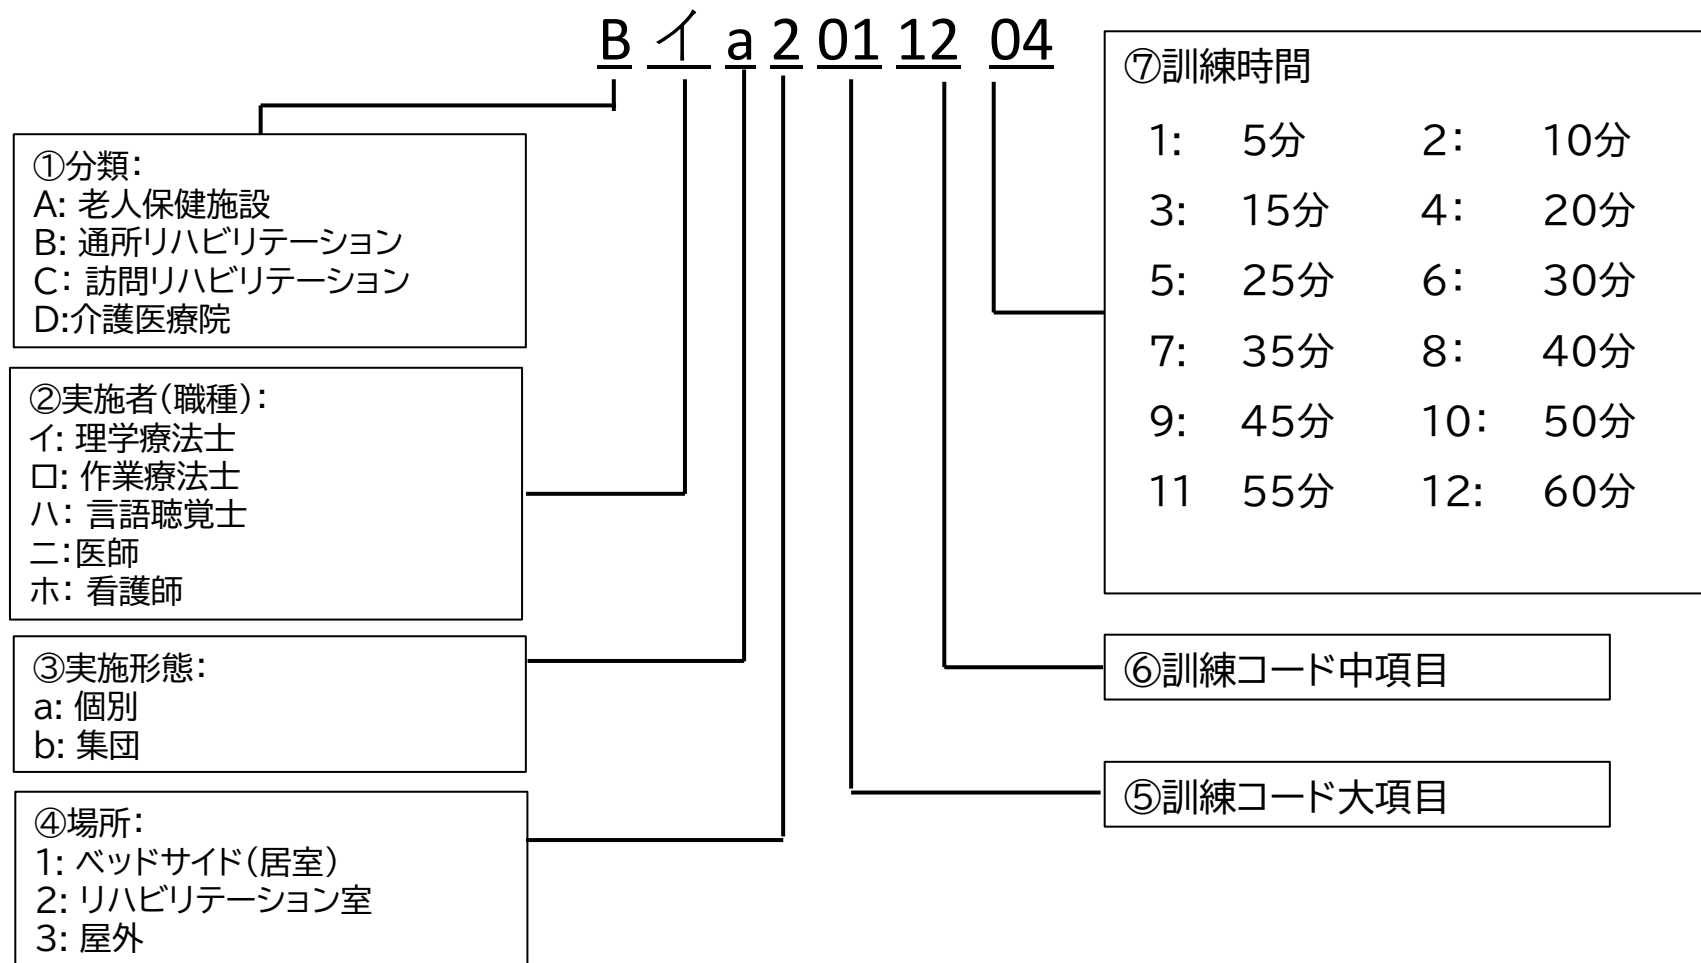 B イ a 2 01 12 04
①分類:
A: 老人保健施設
B: 通所リハビリテーション
C: 訪問リハビリテーション
D:介護医療院
②実施者(職種):
イ: 理学療法士
ロ: 作業療法士
ハ: 言語聴覚士
ニ:医師
ホ: 看護師
③実施形態:
a: 個別
b: 集団
④場所:
1: ベッドサイド(居室)
2: リハビリテーション室
3: 屋外
⑦訓練時間
1: 5分 2: 10分
3: 15分 4: 20分
5: 25分 6: 30分
7: 35分 8: 40分
9: 45分 10: 50分
11 55分 12: 60分
⑥訓練コード中項目
⑤訓練コード大項目